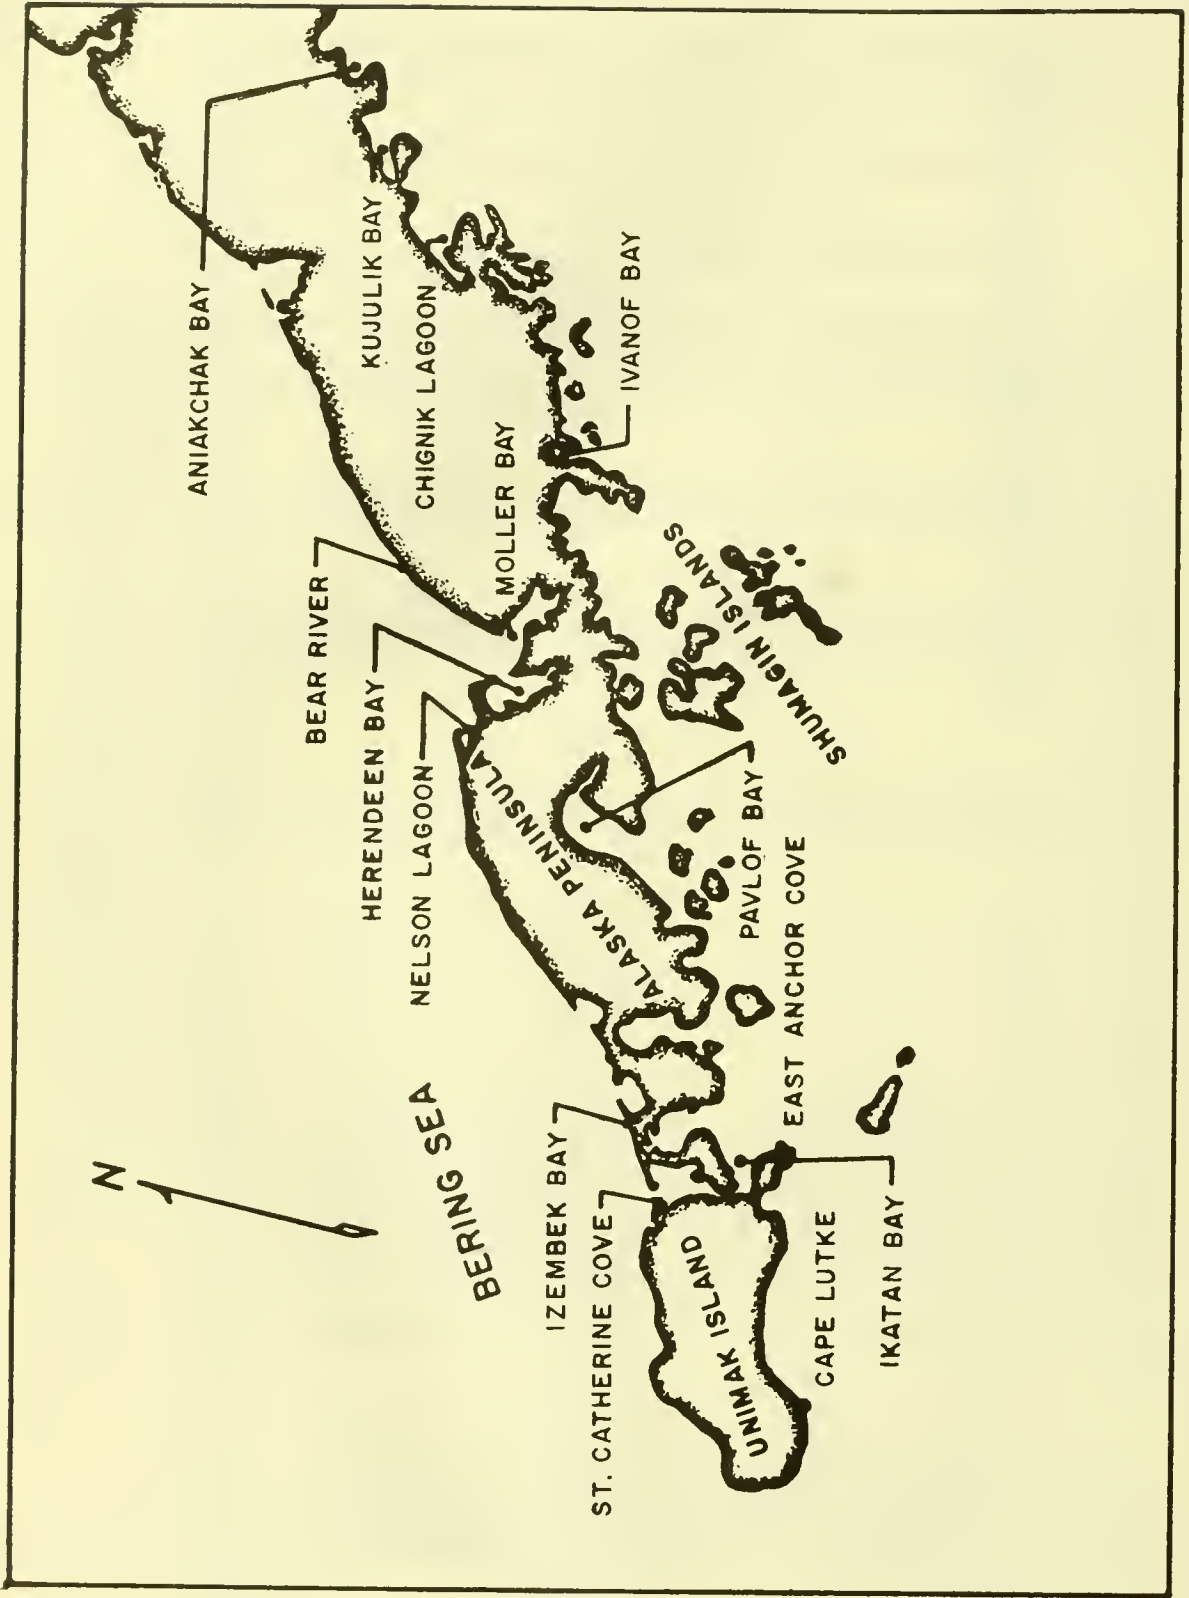 N
BERING SEA
ANIAKCHAK BAY
BEAR RIVER
HERENDEEN BAY
NELSON LAGOON
KUJULIK BAY
CHIGNIK LAGOON
MOLLER BAY
IVANOF BAY
ALASKA PENINSULA
SHUMAGIN ISLANDS
IZEMBEK BAY
ST. CATHERINE COVE
PAVLOF BAY
EAST ANCHOR COVE
UNIMAK ISLAND
CAPE LUTKE
IKATAN BAY